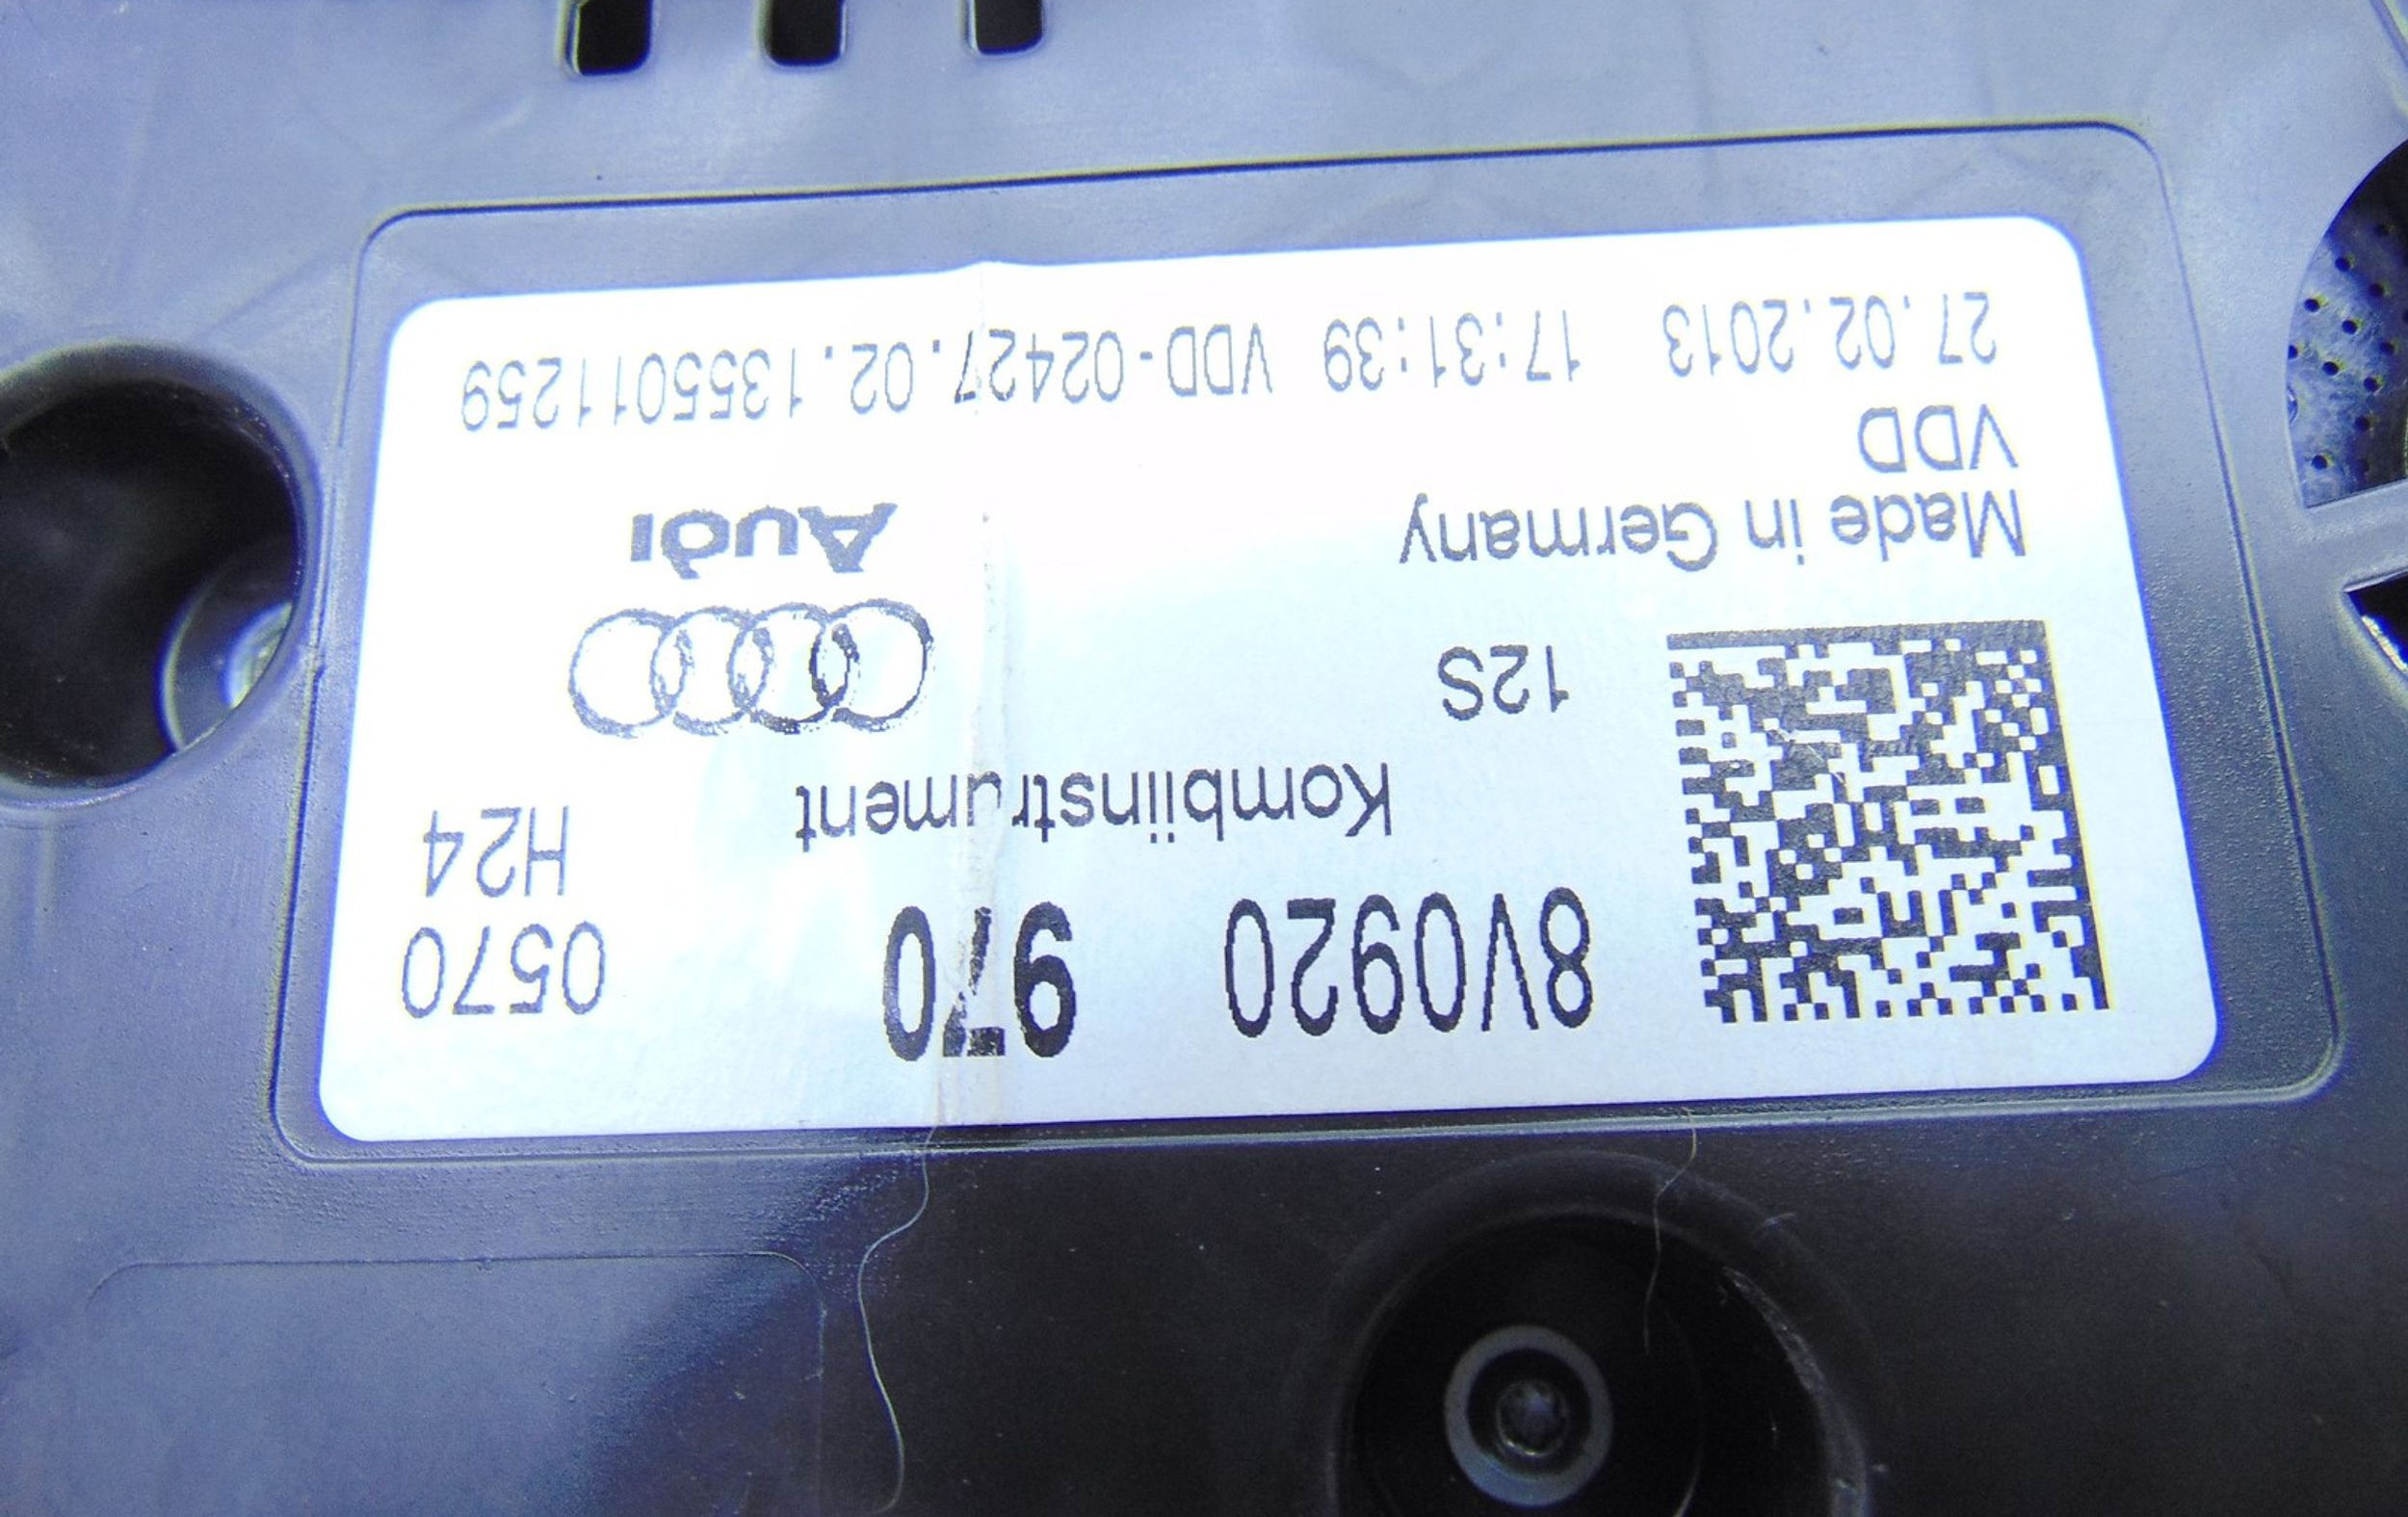 8V0920 970 0570
Kombiinstrument H24
12S
Made in Germany Audi
VDD
27.02.2013 17:31:39 VDD-02427.02.1355011259